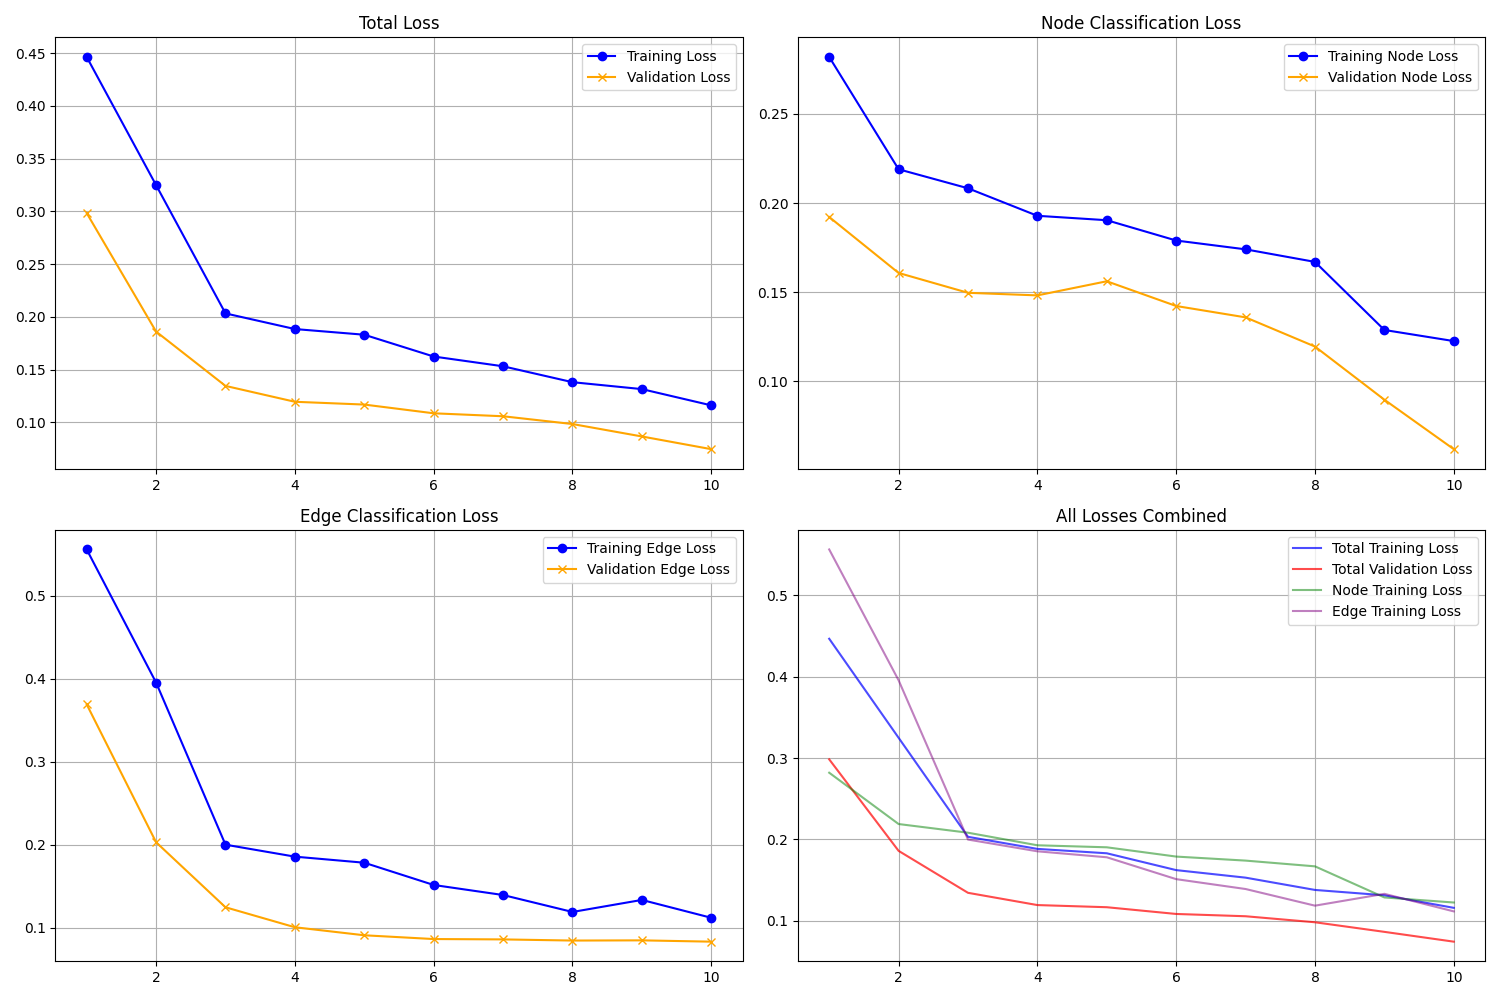 Total Loss
Training Loss
Validation Loss
0.45
0.40
0.35
0.30
0.25
0.20
0.15
0.10
2 4 6 8 10
Node Classification Loss
Training Node Loss
Validation Node Loss
0.25
0.20
0.15
0.10
2 4 6 8 10
Edge Classification Loss
Training Edge Loss
Validation Edge Loss
0.5
0.4
0.3
0.2
0.1
2 4 6 8 10
All Losses Combined
Total Training Loss
Total Validation Loss
Node Training Loss
Edge Training Loss
0.5
0.4
0.3
0.2
0.1
2 4 6 8 10